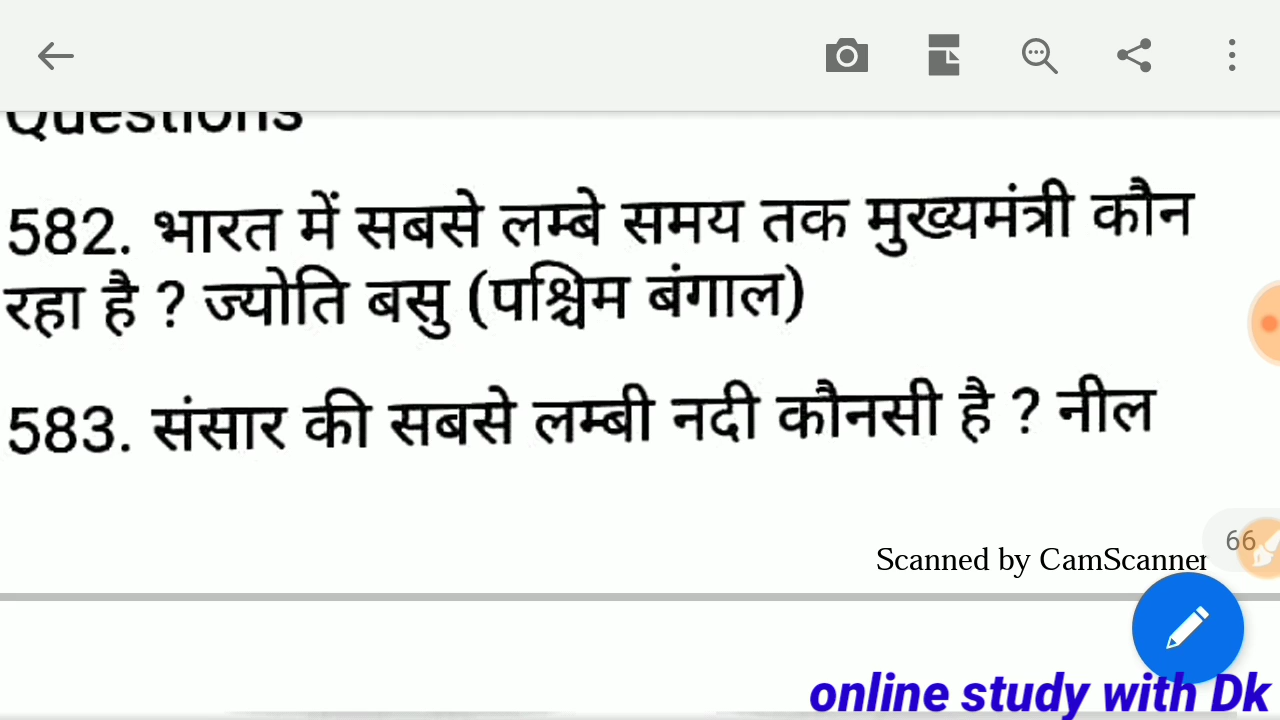 Questions
582. भारत में सबसे लम्बे समय तक मुख्यमंत्री कौन
रहा है ? ज्योति बसु (पश्चिम बंगाल)
583. संसार की सबसे लम्बी नदी कौनसी है ? नील
66
Scanned by CamScanner
online study with Dk